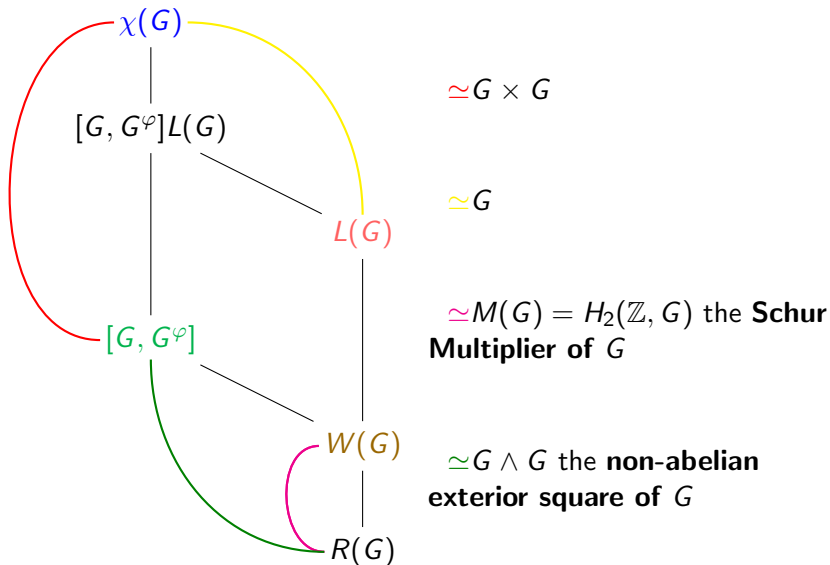 χ(G)
≃G × G
[G, G^φ]L(G)
≃G
L(G)
≃M(G) = H₂(ℤ, G) the Schur
Multiplier of G
[G, G^φ]
W(G)
≃G ∧ G the non-abelian
exterior square of G
R(G)